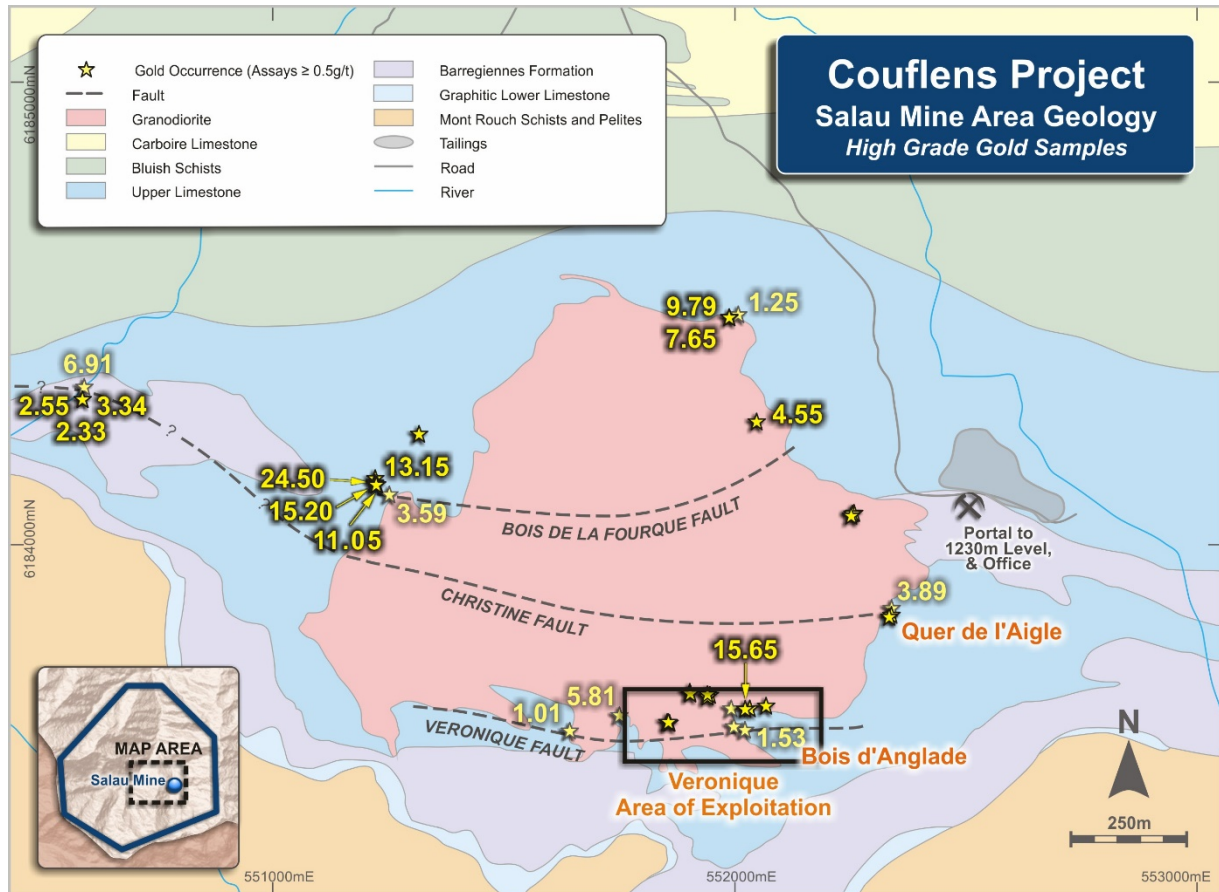 Gold Occurrence (Assays ≥ 0.5g/t)
Fault
Granodiorite
Carboire Limestone
Bluish Schists
Upper Limestone
Barregiennes Formation
Graphitic Lower Limestone
Mont Rouch Schists and Pelites
Tailings
Road
River
Couflens Project
Salau Mine Area Geology
High Grade Gold Samples
6185000mN
9.79
1.25
7.65
6.91
?
2.55
3.34
2.33
?
4.55
13.15
24.50
15.20
?
3.59
11.05
BOIS DE LA FOURQUE FAULT
6184000mN
Portal to
1230m Level,
& Office
CHRISTINE FAULT
3.89
Quer de l'Aigle
15.65
5.81
1.01
VERONIQUE FAULT
1.53
Bois d'Anglade
Veronique
Area of Exploitation
MAP AREA
Salau Mine
N
250m
551000mE
552000mE
553000mE